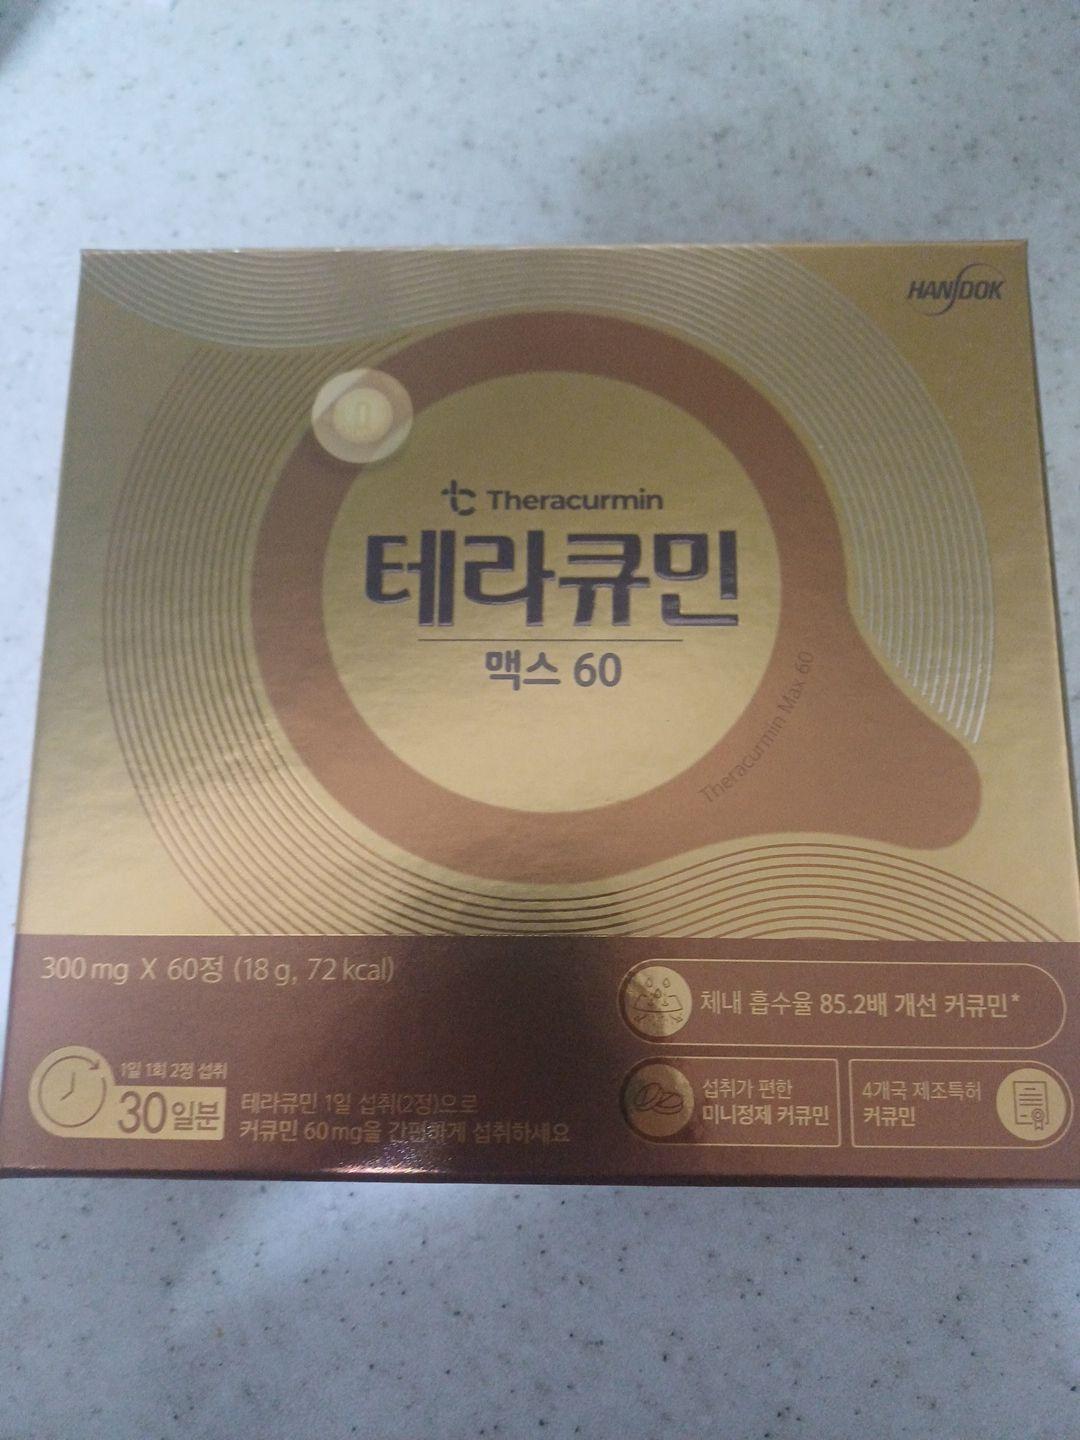 HANDOK
Theracurmin
테라큐민
맥스 60
Theracurmin Max 60
300 mg X 60정 (18 g, 72 kcal)
체내 흡수율 85.2배 개선 커큐민*
1일 1회 2정 섭취
30일분
테라큐민 1일 섭취(2정)으로
커큐민 60mg을 간편하게 섭취하세요
섭취가 편한
미니정제 커큐민
4개국 제조특허
커큐민